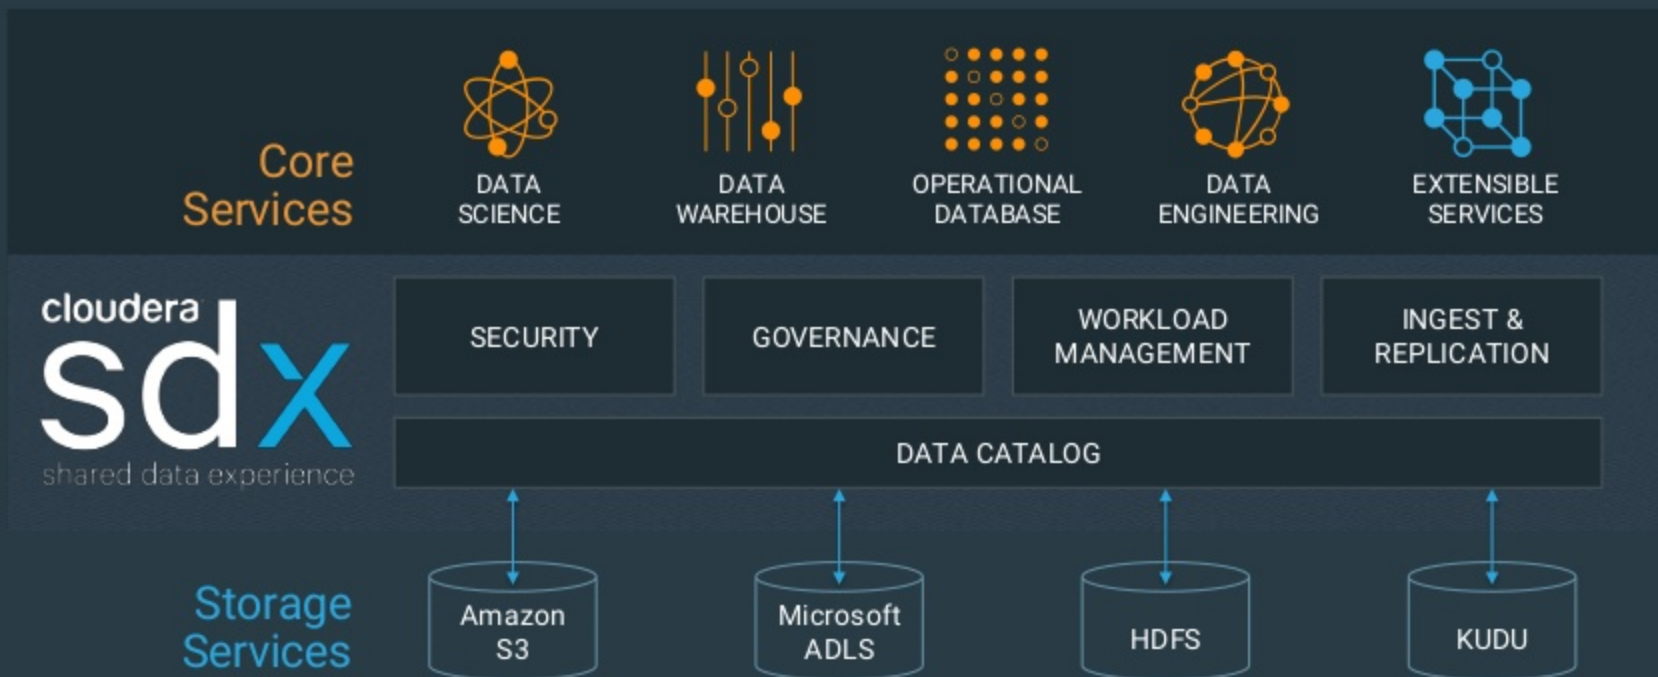 Core
Services
DATA
SCIENCE
DATA
WAREHOUSE
OPERATIONAL
DATABASE
DATA
ENGINEERING
EXTENSIBLE
SERVICES
cloudera
sdx
shared data experience
SECURITY
GOVERNANCE
WORKLOAD
MANAGEMENT
INGEST &
REPLICATION
DATA CATALOG
Storage
Services
Amazon
S3
Microsoft
ADLS
HDFS
KUDU